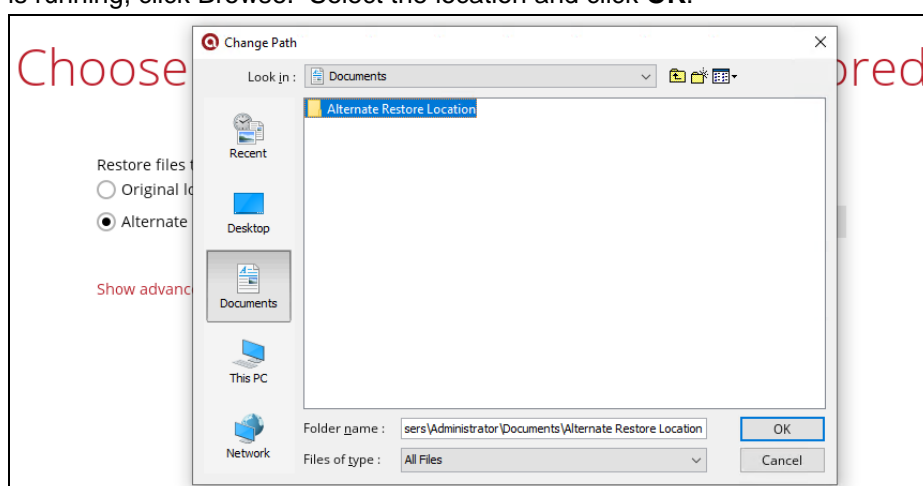 is running, click Browse. Select the location and click OK.
Change Path
Choose
ored
Look in :
Documents
Alternate Restore Location
Recent
Restore files
Original
Alternate
Desktop
Show advanc
Documents
This PC
Network
Folder name :
sers\Administrator\Documents\Alternate Restore Location
OK
Files of type :
All Files
Cancel